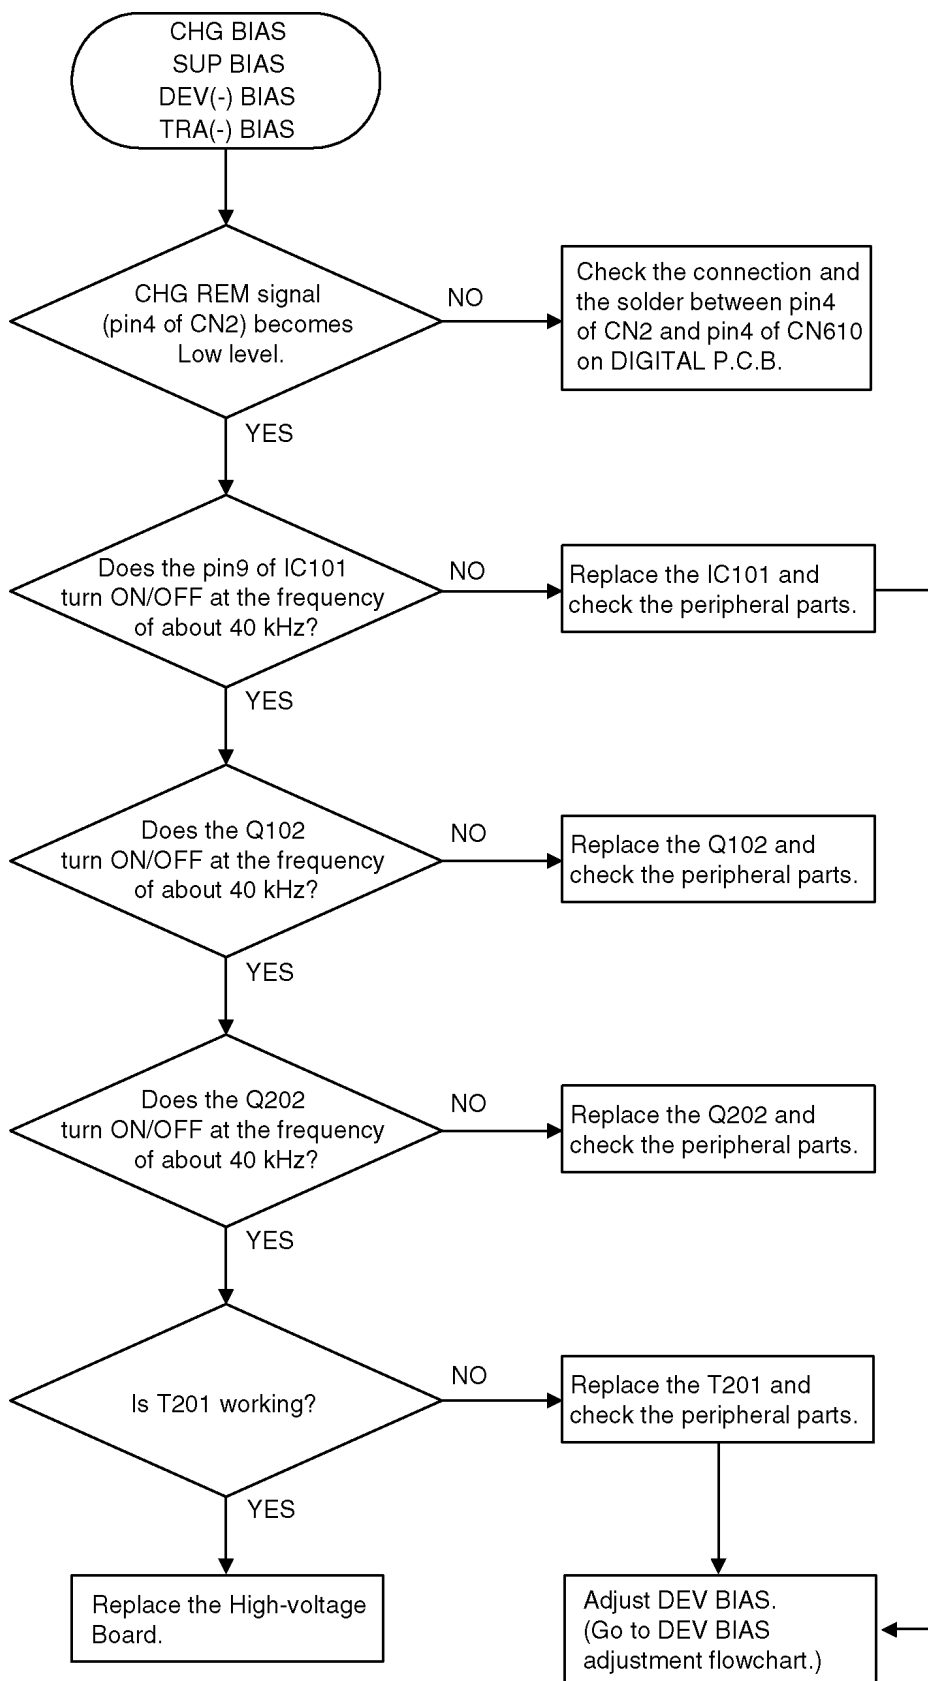 CHG BIAS
SUP BIAS
DEV(-) BIAS
TRA(-) BIAS
CHG REM signal
(pin4 of CN2) becomes
Low level.
NO
Check the connection and
the solder between pin4
of CN2 and pin4 of CN610
on DIGITAL P.C.B.
YES
Does the pin9 of IC101
turn ON/OFF at the frequency
of about 40 kHz?
NO
Replace the IC101 and
check the peripheral parts.
YES
Does the Q102
turn ON/OFF at the frequency
of about 40 kHz?
NO
Replace the Q102 and
check the peripheral parts.
YES
Does the Q202
turn ON/OFF at the frequency
of about 40 kHz?
NO
Replace the Q202 and
check the peripheral parts.
YES
Is T201 working?
NO
Replace the T201 and
check the peripheral parts.
YES
Replace the High-voltage
Board.
Adjust DEV BIAS.
(Go to DEV BIAS
adjustment flowchart.)